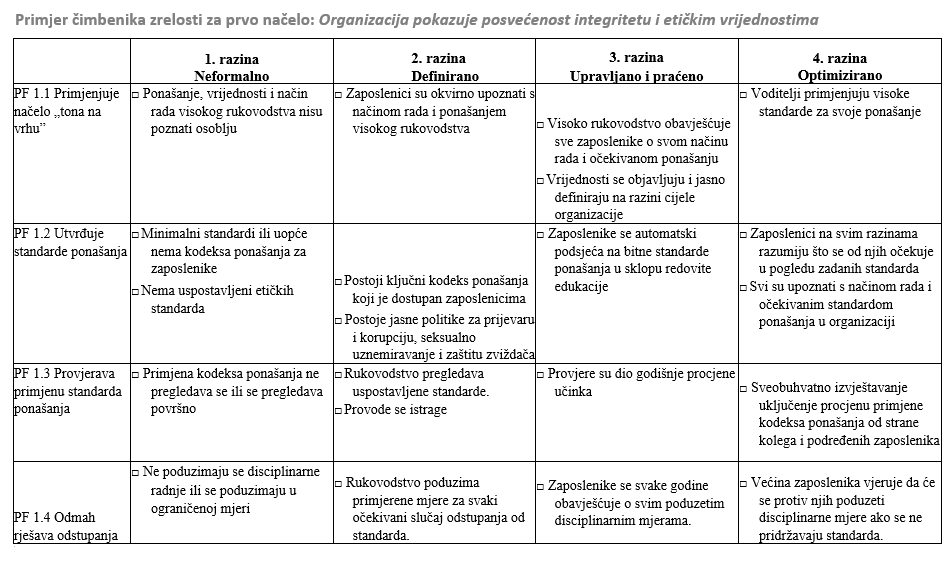 Primjer čimbenika zrelosti za prvo načelo: Organizacija pokazuje posvećenost integritetu i etičkim vrijednostima
1. razina
Neformalno
2. razina
Definirano
3. razina
Upravljano i praćeno
4. razina
Optimizirano
PF 1.1 Primjenjuje
načelo „tona na
vrhu”
□ Ponašanje, vrijednosti i način
rada visokog rukovodstva nisu
poznati osoblju
□ Zaposlenici su okvirno upoznati s
načinom rada i ponašanjem
visokog rukovodstva
□ Visoko rukovodstvo obavješćuje
sve zaposlenike o svom načinu
rada i očekivanom ponašanju
□ Vrijednosti se objavljuju i jasno
definiraju na razini cijele
organizacije
□ Voditelji primjenjuju visoke
standarde za svoje ponašanje
PF 1.2 Utvrđuje
standarde ponašanja
□ Minimalni standardi ili uopće
nema kodeksa ponašanja za
zaposlenike
□ Nema uspostavljeni etičkih
standarda
□ Postoji ključni kodeks ponašanja
koji je dostupan zaposlenicima
□ Postoje jasne politike za prijevaru
i korupciju, seksualno
uznemiravanje i zaštitu zviždača
□ Zaposlenike se automatski
podsjeća na bitne standarde
ponašanja u sklopu redovite
edukacije
□ Zaposlenici na svim razinama
razumiju što se od njih očekuje
u pogledu zadanih standarda
□ Svi su upoznati s načinom rada i
očekivanim standardom
ponašanja u organizaciji
PF 1.3 Provjerava
primjenu standarda
ponašanja
□ Primjena kodeksa ponašanja ne
pregledava se ili se pregledava
površno
□ Rukovodstvo pregledava
uspostavljene standarde.
□ Provode se istrage
□ Provjere su dio godišnje procjene
učinka
□ Sveobuhvatno izvještavanje
uključenje procjenu primjene
kodeksa ponašanja od strane
kolega i podređenih zaposlenika
PF 1.4 Odmah
rješava odstupanja
□ Ne poduzimaju se disciplinarne
radnje ili se poduzimaju u
ograničenoj mjeri
□ Rukovodstvo poduzima
primjerene mjere za svaki
očekivani slučaj odstupanja od
standarda.
□ Zaposlenike se svake godine
obavješćuje o svim poduzetim
disciplinarnim mjerama.
□ Većina zaposlenika vjeruje da će
se protiv njih poduzeti
disciplinarne mjere ako se ne
pridržavaju standarda.